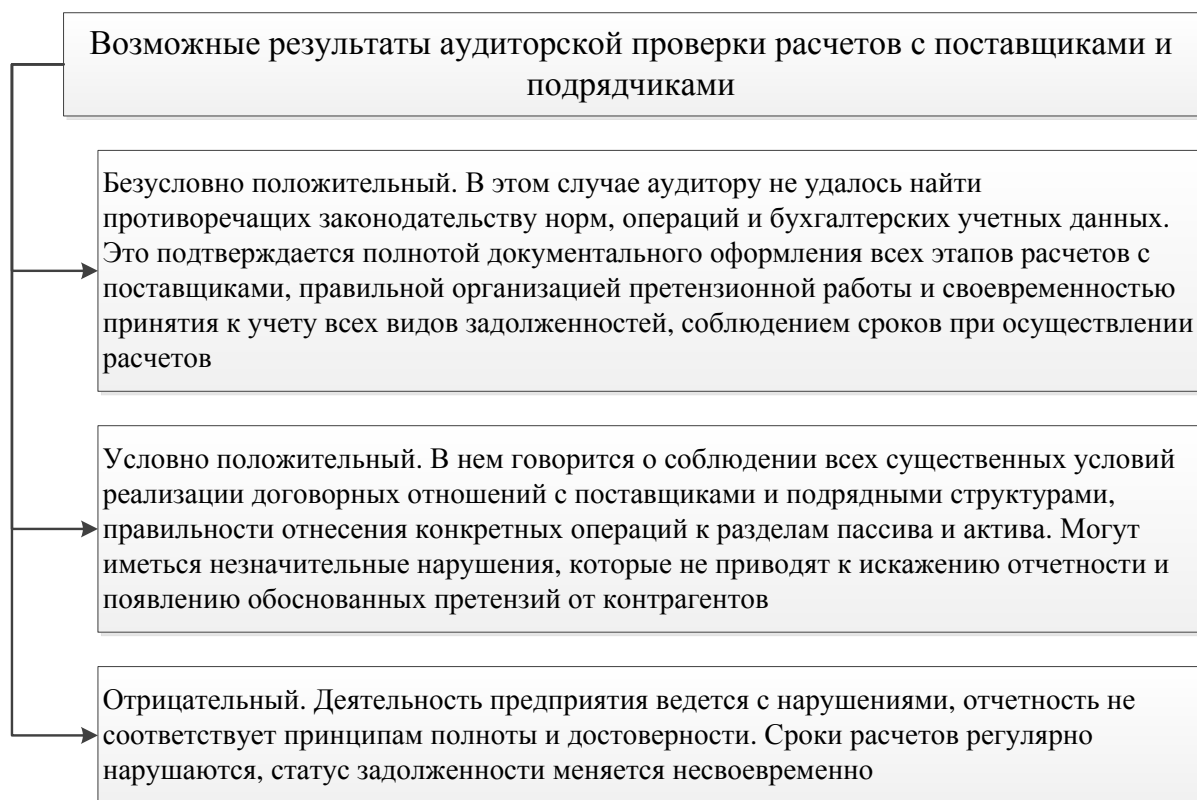 Возможные результаты аудиторской проверки расчетов с поставщиками и
подрядчиками
Безусловно положительный. В этом случае аудитору не удалось найти
противоречащих законодательству норм, операций и бухгалтерских учетных данных.
Это подтверждается полнотой документального оформления всех этапов расчетов с
поставщиками, правильной организацией претензионной работы и своевременностью
принятия к учету всех видов задолженностей, соблюдением сроков при осуществлении
расчетов
Условно положительный. В нем говорится о соблюдении всех существенных условий
реализации договорных отношений с поставщиками и подрядными структурами,
правильности отнесения конкретных операций к разделам пассива и актива. Могут
иметься незначительные нарушения, которые не приводят к искажению отчетности и
появлению обоснованных претензий от контрагентов
Отрицательный. Деятельность предприятия ведется с нарушениями, отчетность не
соответствует принципам полноты и достоверности. Сроки расчетов регулярно
нарушаются, статус задолженности меняется несвоевременно